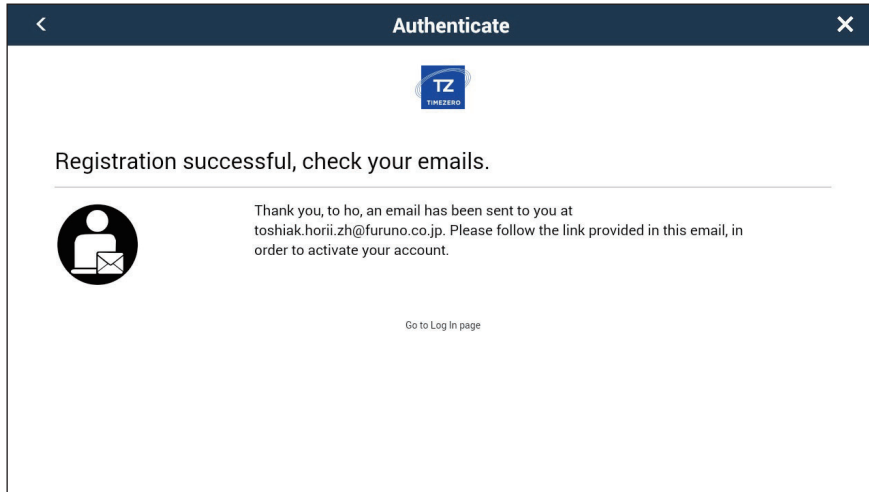 Authenticate
TZ
TIMEZERO
Registration successful, check your emails.
Thank you, to ho, an email has been sent to you at
toshiak.horii.zh@furuno.co.jp. Please follow the link provided in this email, in
order to activate your account.
Go to Log In page